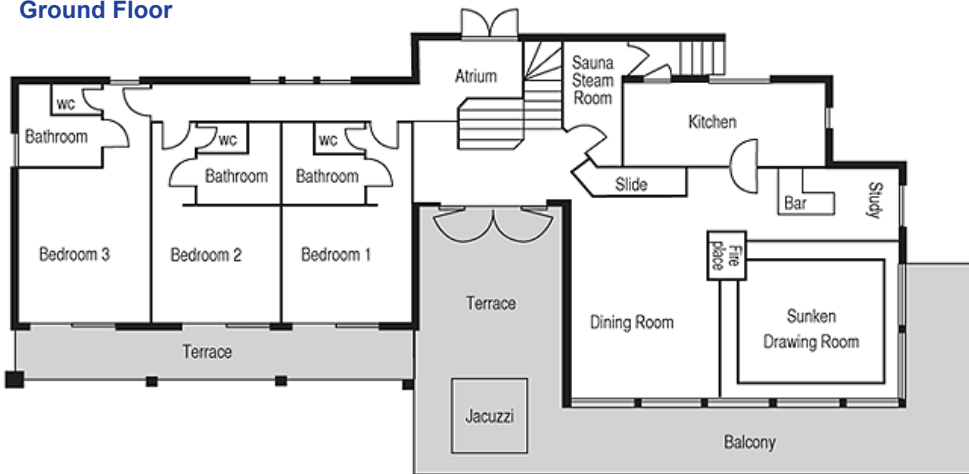 Ground Floor
Atrium
Sauna
Steam
Room
Kitchen
wc
Bathroom
wc
Bathroom
wc
Bathroom
Slide
Bar
Study
Bedroom 3
Bedroom 2
Bedroom 1
Fire
place
Terrace
Dining Room
Sunken
Drawing Room
Terrace
Jacuzzi
Balcony